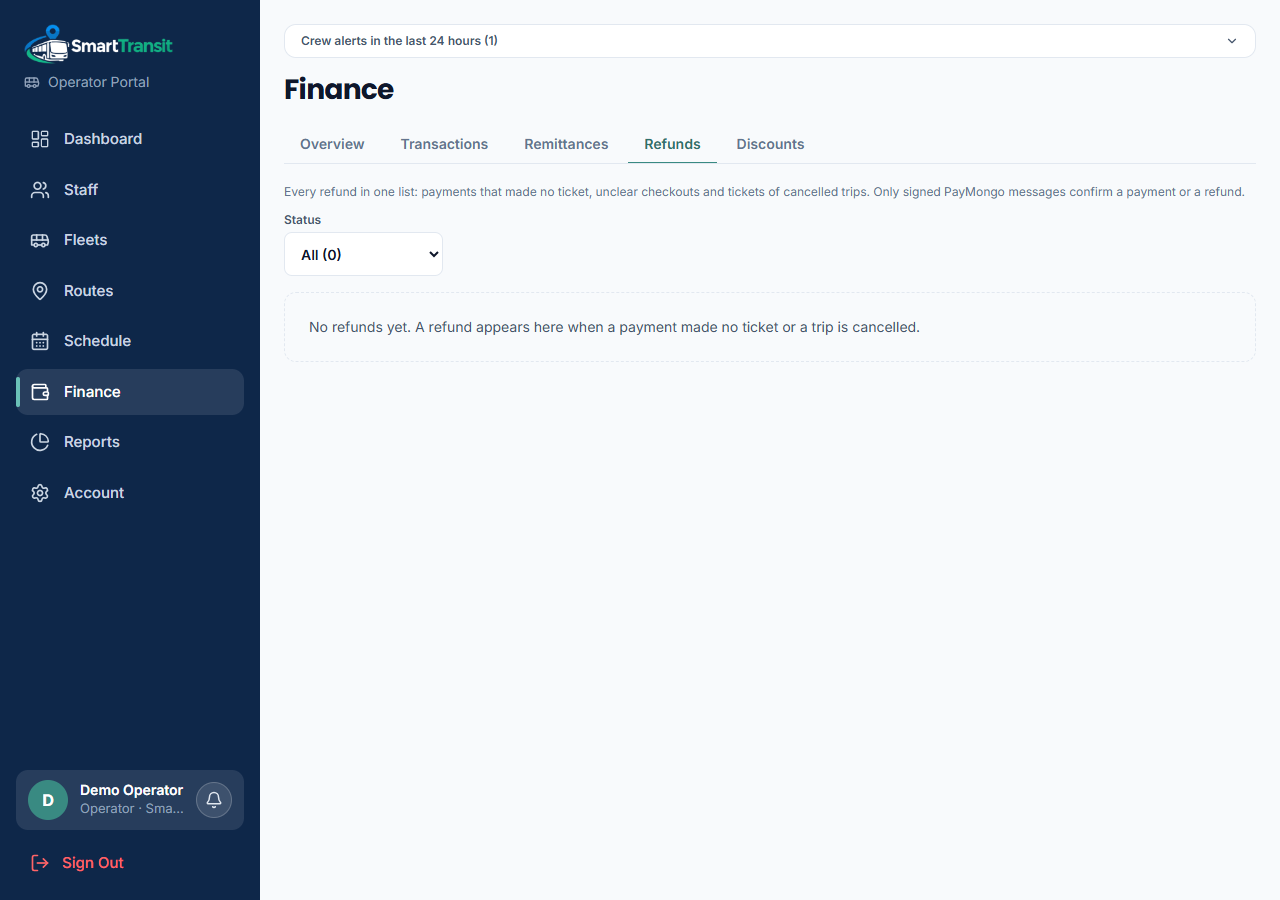 SmartTransit
Operator Portal
Dashboard
Staff
Fleets
Routes
Schedule
Finance
Reports
Account
D
Demo Operator
Operator · Sma...
Sign Out
Crew alerts in the last 24 hours (1)
Finance
Overview Transactions Remittances Refunds Discounts
Every refund in one list: payments that made no ticket, unclear checkouts and tickets of cancelled trips. Only signed PayMongo messages confirm a payment or a refund.
Status
All (0)
No refunds yet. A refund appears here when a payment made no ticket or a trip is cancelled.